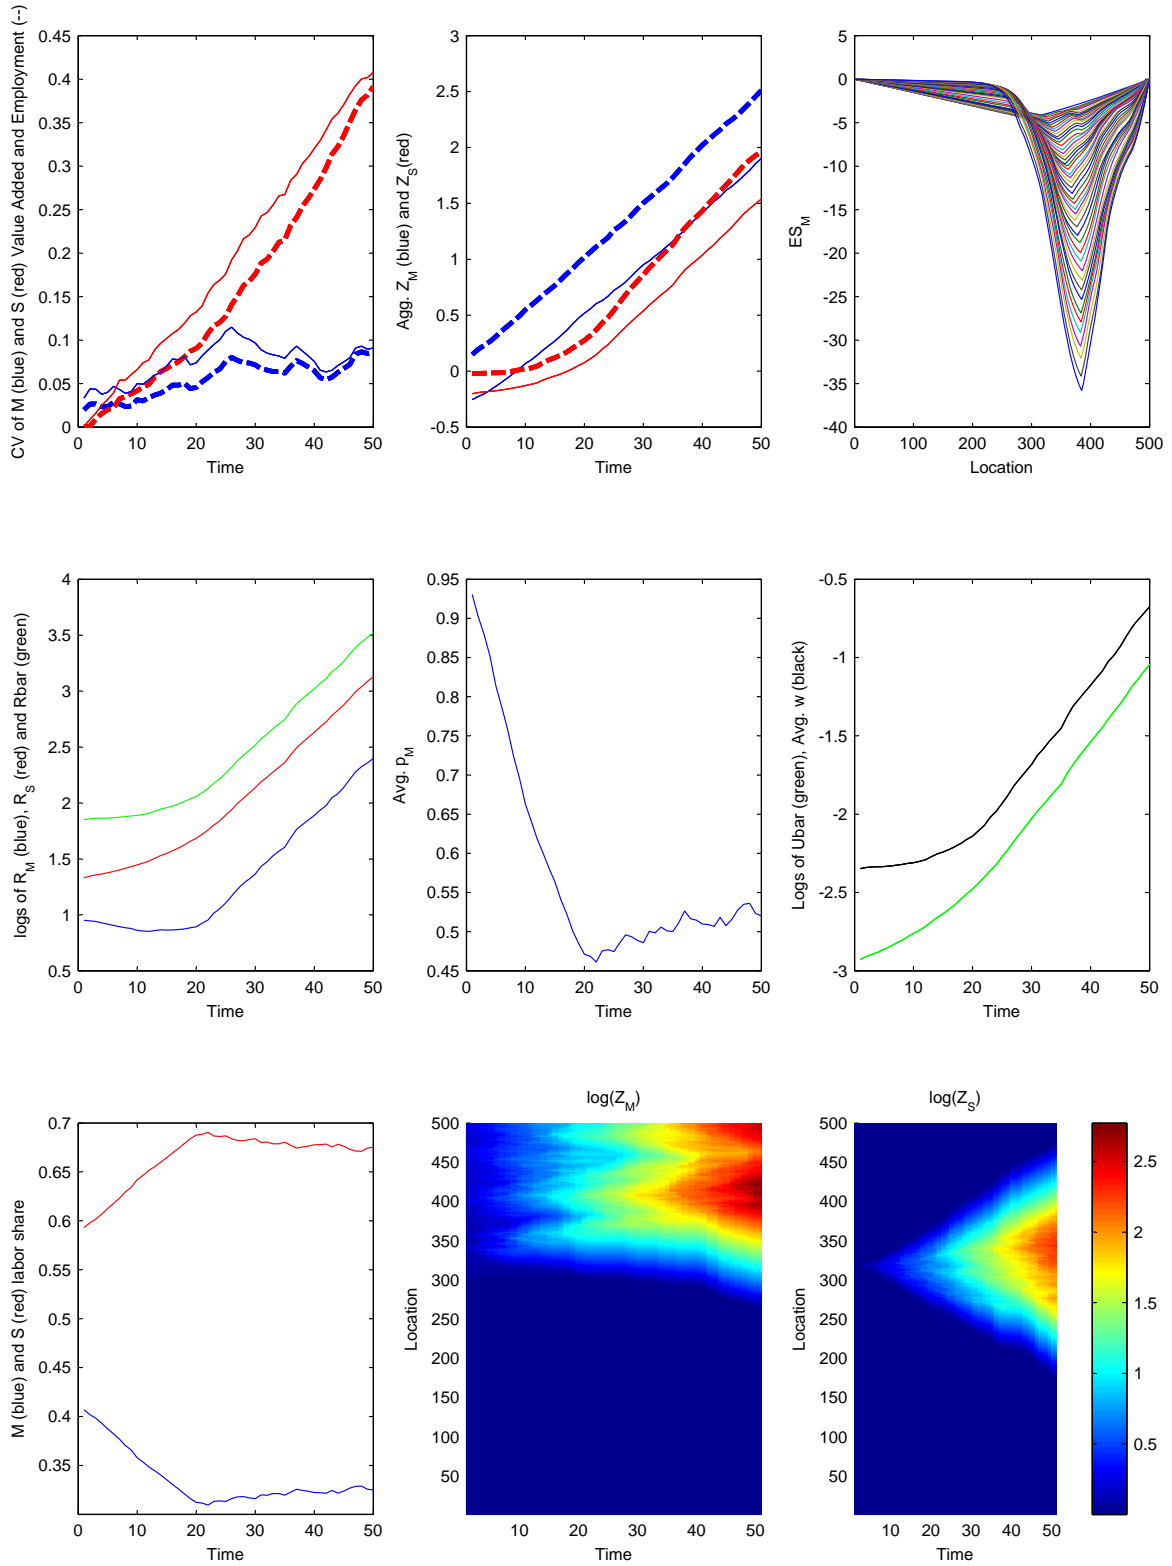 CV of M (blue) and S (red) Value Added and Employment (--)
0.4
0.35
0.3
0.25
0.2
0.15
0.1
0.05
0
0 10 20 30 40 50
Time
Agg. Z_M (blue) and Z_S(red)
3
2.5
2
1.5
1
0.5
0
-0.5
0 10 20 30 40 50
Time
ES_M
5
0
-5
-10
-15
-20
-25
-30
-35
-40
0 100 200 300 400 500
Location
logs of R_M (blue), R_S (red) and Rbar (green)
4
3.5
3
2.5
2
1.5
1
0.5
0 10 20 30 40 50
Time
Avg. p_M
0.95
0.9
0.85
0.8
0.75
0.7
0.65
0.6
0.55
0.5
0.45
0 10 20 30 40 50
Time
Logs of Ubar (green), Avg. w (black)
-0.5
-1
-1.5
-2
-2.5
-3
0 10 20 30 40 50
Time
M (blue) and S (red) labor share
0.7
0.65
0.6
0.55
0.5
0.45
0.4
0.35
0 10 20 30 40 50
Time
log(Z_M)
Location
500
450
400
350
300
250
200
150
100
50
10 20 30 40 50
Time
log(Z_S)
Location
500
450
400
350
300
250
200
150
100
50
10 20 30 40 50
Time
2.5
2
1.5
1
0.5